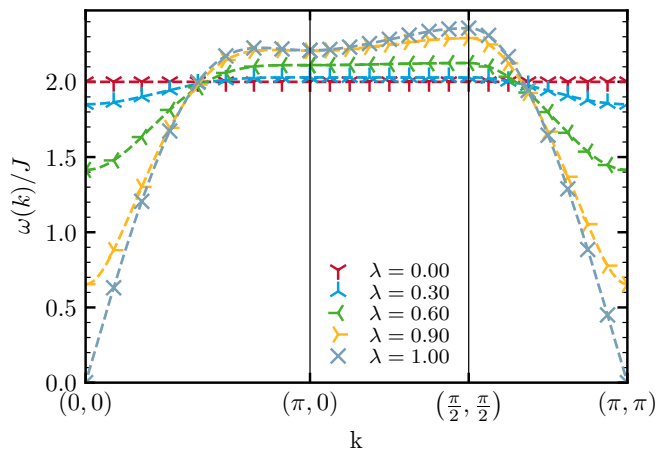 ω(k)/J
2.0
1.5
1.0
0.5
0.0
λ = 0.00
λ = 0.30
λ = 0.60
λ = 0.90
λ = 1.00
(0, 0)
(π, 0)
(π/2, π/2)
(π, π)
k